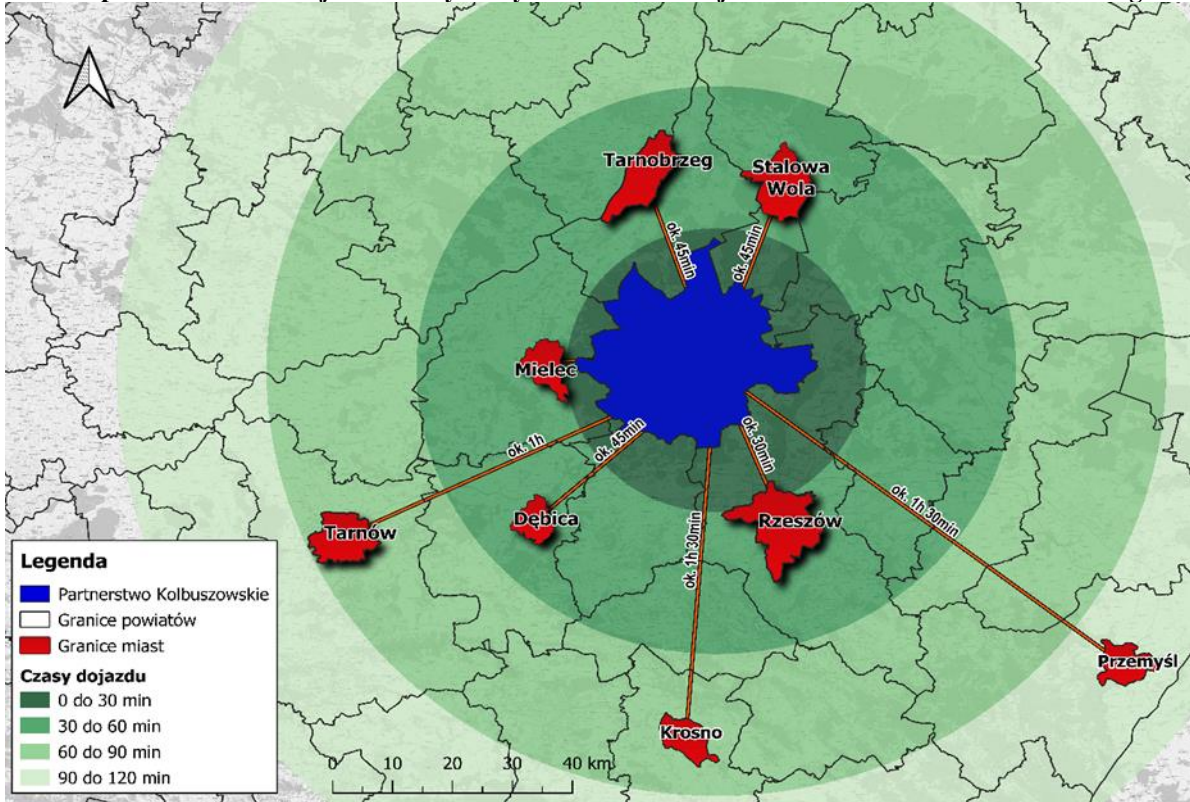 Tarnobrzeg
Stalowa
Wola
ok. 45min
ok. 45min
Mielec
ok. 1h
ok. 45min
ok. 30min
ok. 1h 30min
ok. 1h 30min
Tarnów
Dębica
Rzeszów
Przemyśl
Krosno
Legenda
Partnerstwo Kolbuszowskie
Granice powiatów
Granice miast
Czasy dojazdu
0 do 30 min
30 do 60 min
60 do 90 min
90 do 120 min
0 10 20 30 40 km